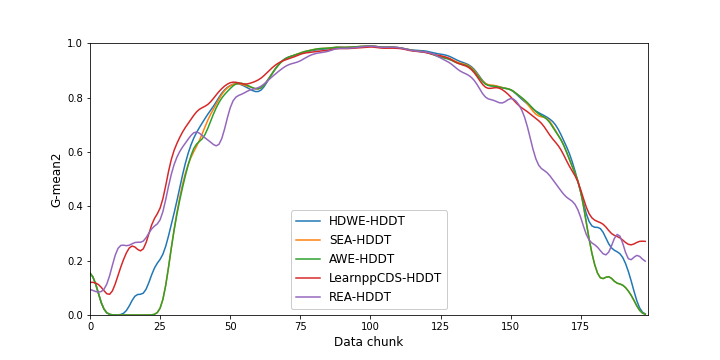 1.0
0.8
0.6
0.4
0.2
0.0
G-mean2
HDWE-HDDT
SEA-HDDT
AWE-HDDT
LearnppCDS-HDDT
REA-HDDT
0 25 50 75 100 125 150 175
Data chunk